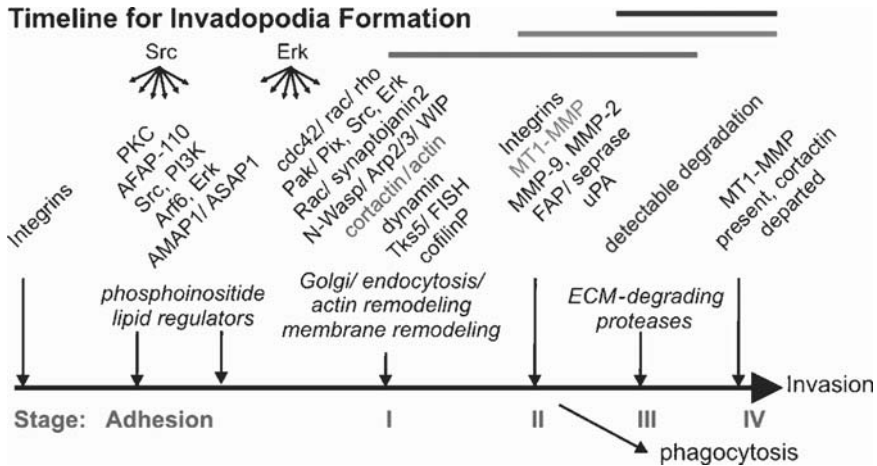 Timeline for Invadopodia Formation
Src
Erk
Integrins
PKC
AFAP-110
Src, PI3K
Arf6, Erk
AMAP1/ ASAP1
cdc42/ rac/ rho
Pak/ Pix, Src, Erk
Rac/ synaptojanin2
N-Wasp/ Arp2/3/ WIP
cortactin/actin
dynamin
Tks5/ FISH
cofilinP
Integrins
MT1-MMP
MMP-9, MMP-2
FAP/ seprase
uPA
detectable degradation
MT1-MMP
present, cortactin
departed
phosphoinositide
lipid regulators
Golgi/ endocytosis/
actin remodeling
membrane remodeling
ECM-degrading
proteases
Invasion
Stage: Adhesion I II III IV
phagocytosis